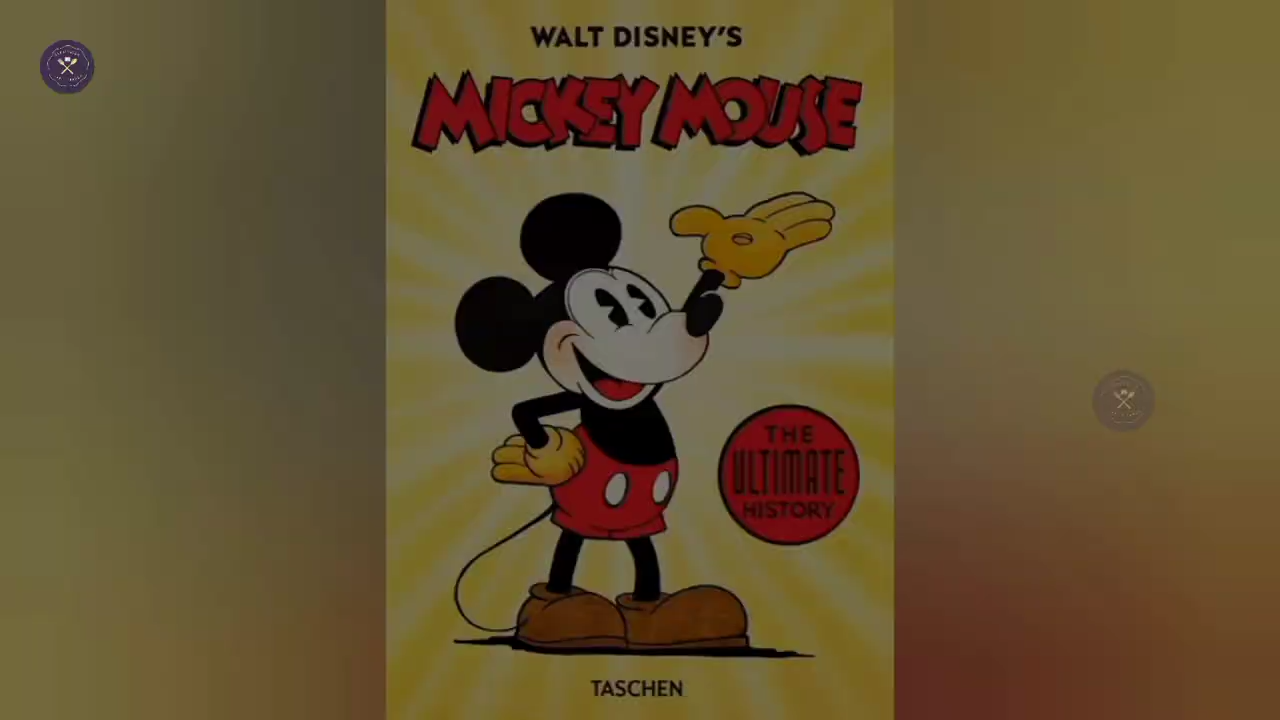 WALT DISNEY'S
MICKEY MOUSE
THE
ULTIMATE
HISTORY
TASCHEN